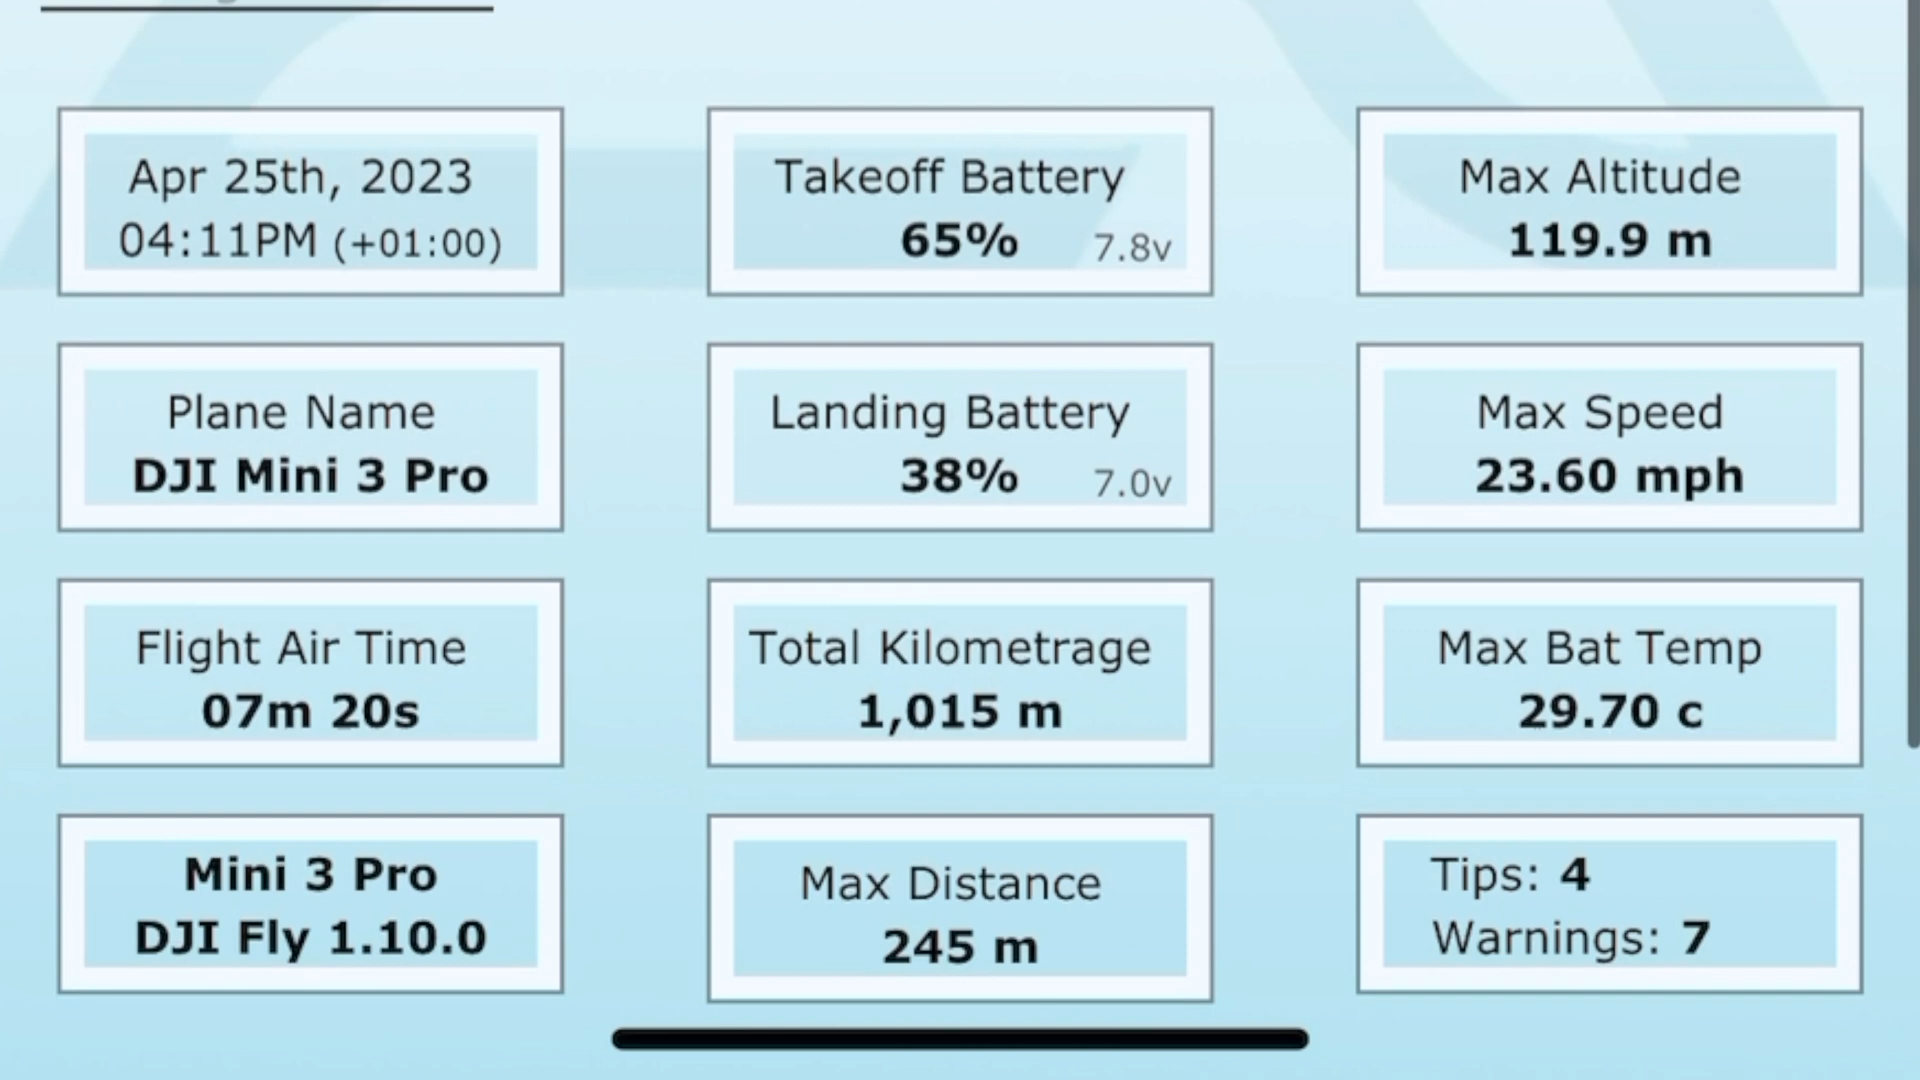 Apr 25th, 2023
04:11PM (+01:00)
Takeoff Battery
65% 7.8v
Max Altitude
119.9 m
Plane Name
DJI Mini 3 Pro
Landing Battery
38% 7.0v
Max Speed
23.60 mph
Flight Air Time
07m 20s
Total Kilometrage
1,015 m
Max Bat Temp
29.70 c
Mini 3 Pro
DJI Fly 1.10.0
Max Distance
245 m
Tips: 4
Warnings: 7